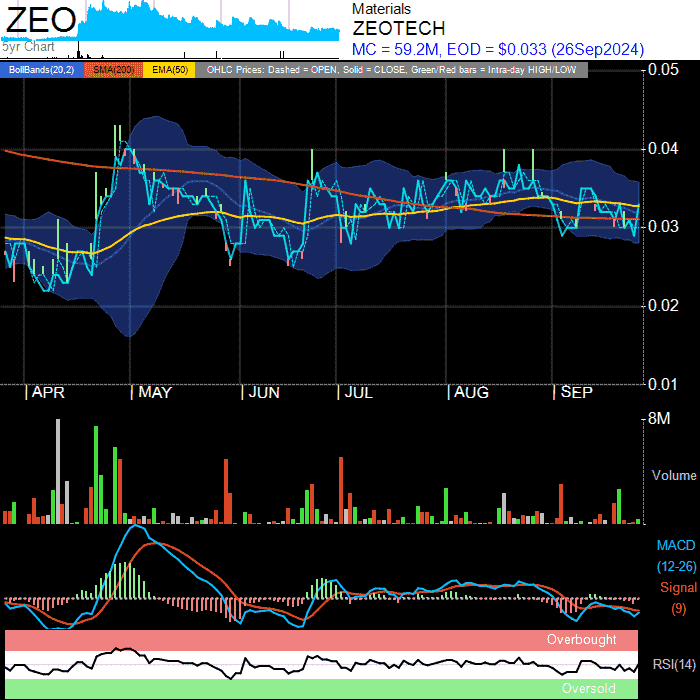 ZEO
5yr Chart
Materials
ZEOTECH
MC = 59.2M, EOD = $0.033 (26Sep2024)
BollBands(20,2) SMA(200) EMA(50) OHLC Prices: Dashed = OPEN, Solid = CLOSE, Green/Red bars = Intra-day HIGH/LOW
0.05
0.04
0.03
0.02
0.01
APR MAY JUN JUL AUG SEP
8M
Volume
MACD
(12-26)
Signal
(9)
Overbought
RSI(14)
Oversold